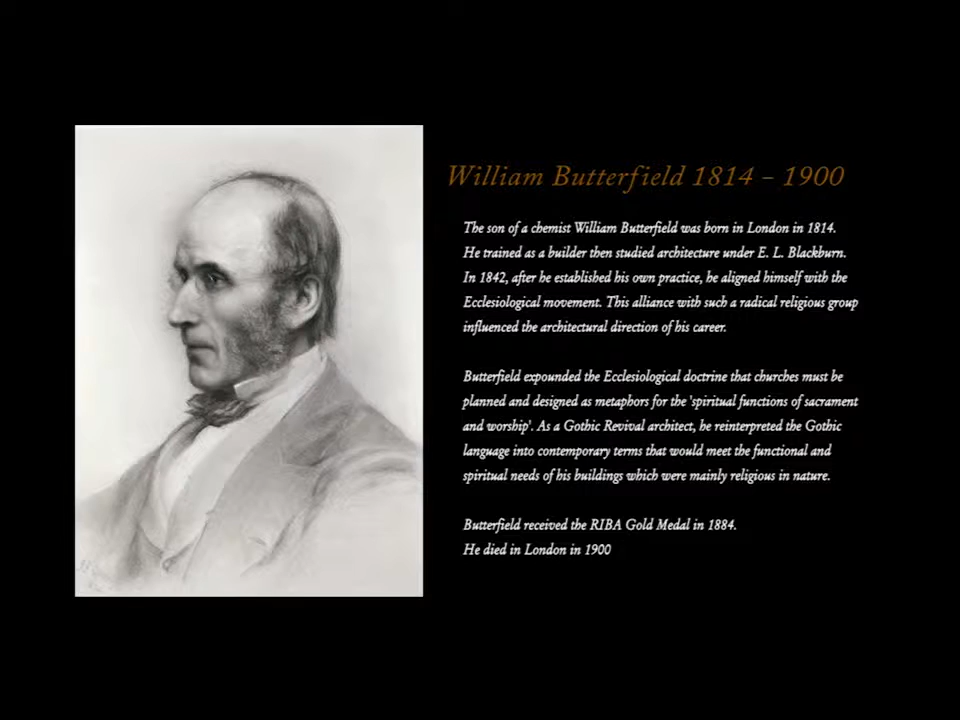 William Butterfield 1814 – 1900
The son of a chemist William Butterfield was born in London in 1814.
He trained as a builder then studied architecture under E. L. Blackburn.
In 1842, after he established his own practice, he aligned himself with the
Ecclesiological movement. This alliance with such a radical religious group
influenced the architectural direction of his career.
Butterfield expounded the Ecclesiological doctrine that churches must be
planned and designed as metaphors for the 'spiritual functions of sacrament
and worship'. As a Gothic Revival architect, he reinterpreted the Gothic
language into contemporary terms that would meet the functional and
spiritual needs of his buildings which were mainly religious in nature.
Butterfield received the RIBA Gold Medal in 1884.
He died in London in 1900